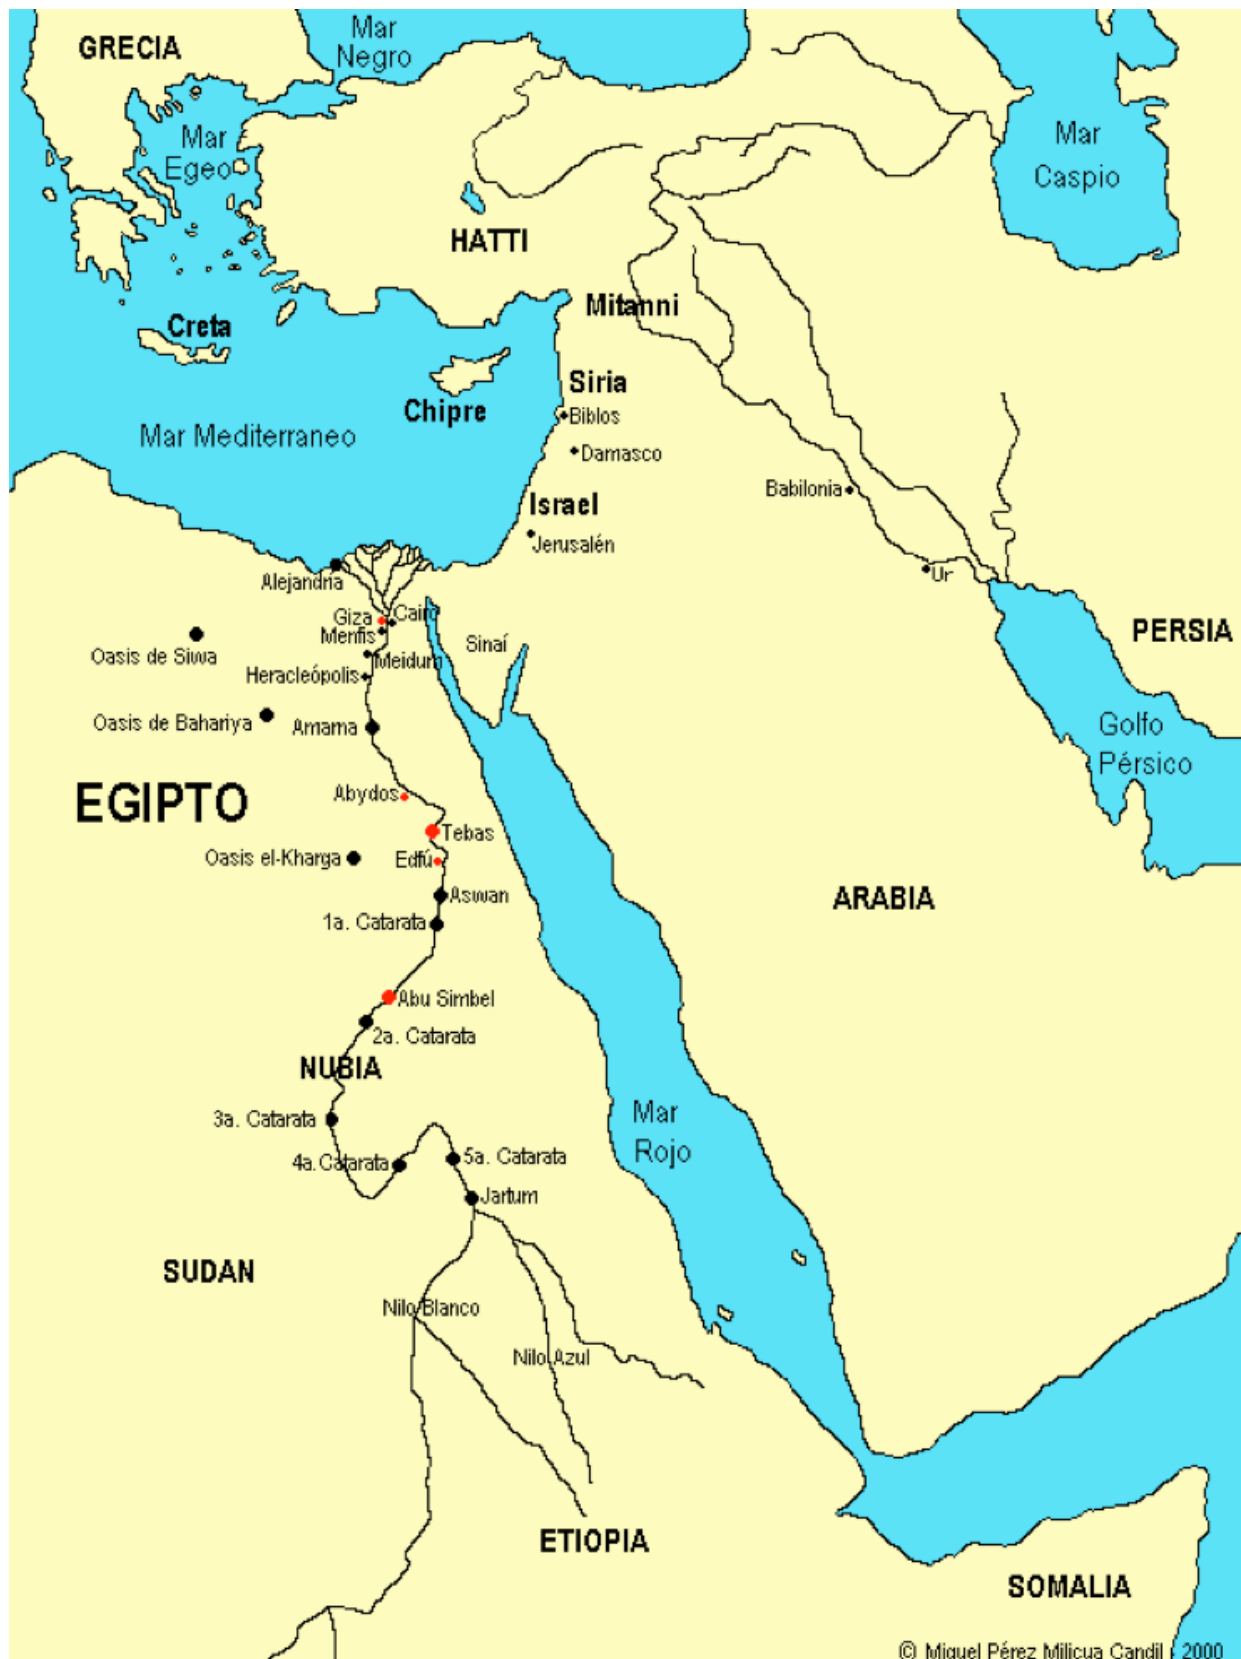 GRECIA
Mar
Negro
Mar
Egeo
Mar
Caspio
HATTI
Mitanni
Creta
Siria
Chipre
Biblos
Mar Mediterraneo
Damasco
Babilonia
Israel
Jerusalén
Alejandria
Ur
Giza
Cairo
Menfis
PERSIA
Sinaí
Oasis de Siwa
Meidum
Heracleópolis
Oasis de Bahariya
Amarna
Golfo
Pérsico
EGIPTO
Abydos
Tebas
Oasis el-Kharga
Edfú
Aswan
ARABIA
1a. Catarata
Abu Simbel
2a. Catarata
NUBIA
Mar
Rojo
3a. Catarata
4a. Catarata
5a. Catarata
Jartum
SUDAN
Nilo Blanco
Nilo Azul
ETIOPIA
SOMALIA
© Miguel Pérez Milicua Candil - 2000